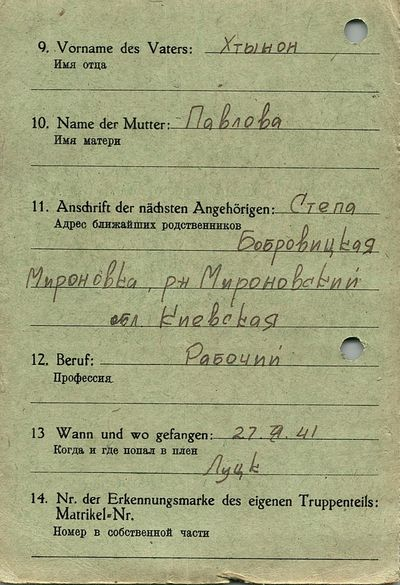 9. Vorname des Vaters: Хтынон
Имя отца
10. Name der Mutter: Павлова
Имя матери
11. Anschrift der nächsten Angehörigen: Степа
Адрес ближайших родственников
Бобровицкая
Мироновка, рн Мироновский
обл Киевская
12. Beruf: Рабочий
Профессия
13 Wann und wo gefangen: 27. 41
Когда и где попал в плен
Луцк
14. Nr. der Erkennungsmarke des eigenen Truppenteils:
Matrikel-Nr.
Номер в собственной части